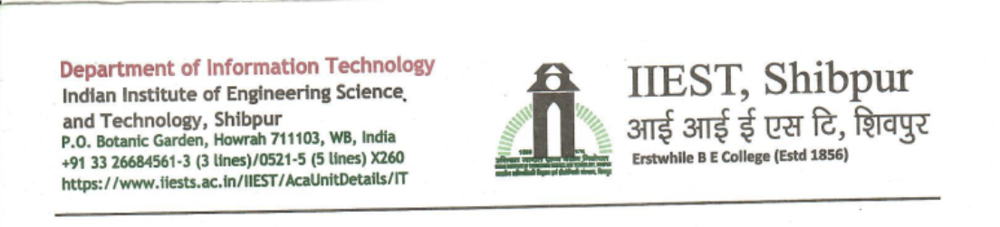 Department of Information Technology
Indian Institute of Engineering Science
and Technology, Shibpur
P.O. Botanic Garden, Howrah 711103, WB, India
+91 33 26684561-3 (3 lines)/0521-5 (5 lines) X260
https://www.iiests.ac.in/IIEST/AcaUnitDetails/IT
IIEST, Shibpur
आई आई ई एस टि, शिवपुर
Erstwhile B E College (Estd 1856)